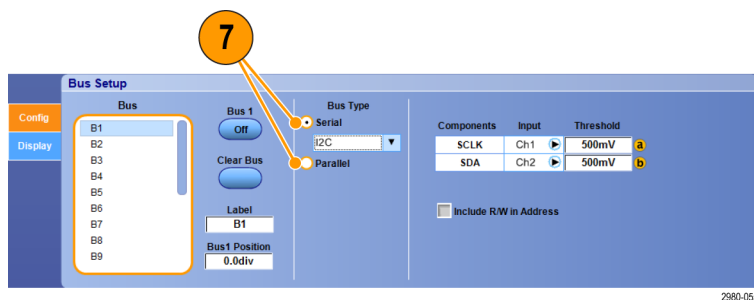 7
Bus Setup
Config
Display
Bus
B1
B2
B3
B4
B5
B6
B7
B8
B9
Bus 1
Off
Clear Bus
Label
B1
Bus1 Position
0.0div
Bus Type
Serial
I2C
Parallel
Components Input Threshold
SCLK Ch1 500mV a
SDA Ch2 500mV b
Include R/W in Address
2980-053